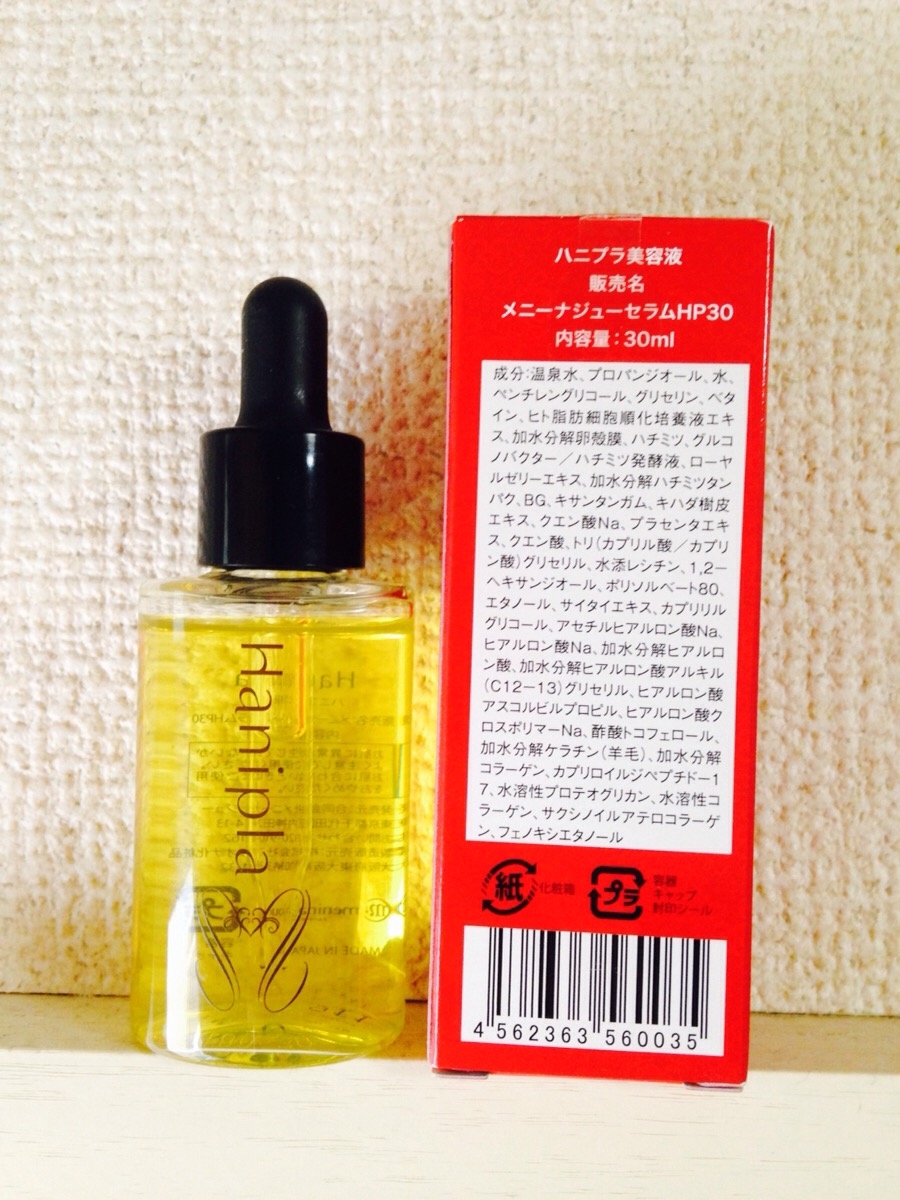 Hanipla
ハニプラ美容液
販売名
メニーナジューセラムHP30
内容量：30ml
成分：温泉水、プロパンジオール、水、
ペンチレングリコール、グリセリン、ベタ
イン、ヒト脂肪細胞順化培養液エキ
ス、加水分解卵殻膜、ハチミツ、グルコ
ノバクター／ハチミツ発酵液、ローヤ
ルゼリーエキス、加水分解ハチミツタン
パク、BG、キサンタンガム、キハダ樹皮
エキス、クエン酸Na、プラセンタエキ
ス、クエン酸、トリ(カプリル酸／カプリ
ン酸)グリセリル、水添レシチン、1,2－
ヘキサンジオール、ポリソルベート80、
エタノール、サイタイエキス、カプリリル
グリコール、アセチルヒアルロン酸Na、
ヒアルロン酸Na、加水分解ヒアルロ
ン酸、加水分解ヒアルロン酸アルキル
(C12－13)グリセリル、ヒアルロン酸
アスコルビルプロピル、ヒアルロン酸ク
ロスポリマーNa、酢酸トコフェロール、
加水分解ケラチン(羊毛)、加水分解
コラーゲン、カプロイルジペプチド－1
7、水溶性プロテオグリカン、水溶性コ
ラーゲン、サクシノイルアテロコラーゲ
ン、フェノキシエタノール
紙 化粧箱
プラ 容器
キャップ
封印シール
4 562363 560035